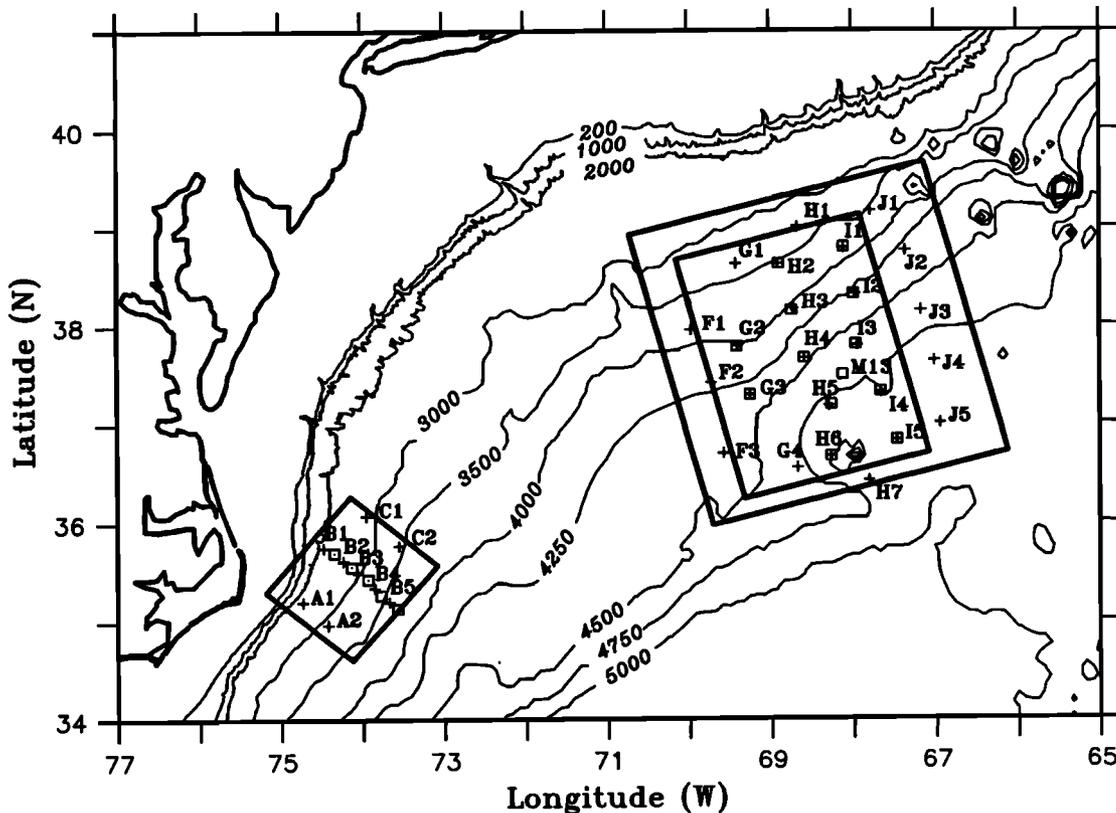 40
38
36
34
Latitude (N)
77
75
73
71
69
67
65
Longitude (W)
200
1000
2000
3000
3500
4000
4250
4500
4750
5000
H1
J1
I1
G1
H2
J2
I2
H3
J3
F1
G2
H4
I3
M13
J4
F2
G3
H5
I4
J5
I5
H6
F3
G4
H7
C1
C2
B1
B2
B3
B4
B5
A1
A2